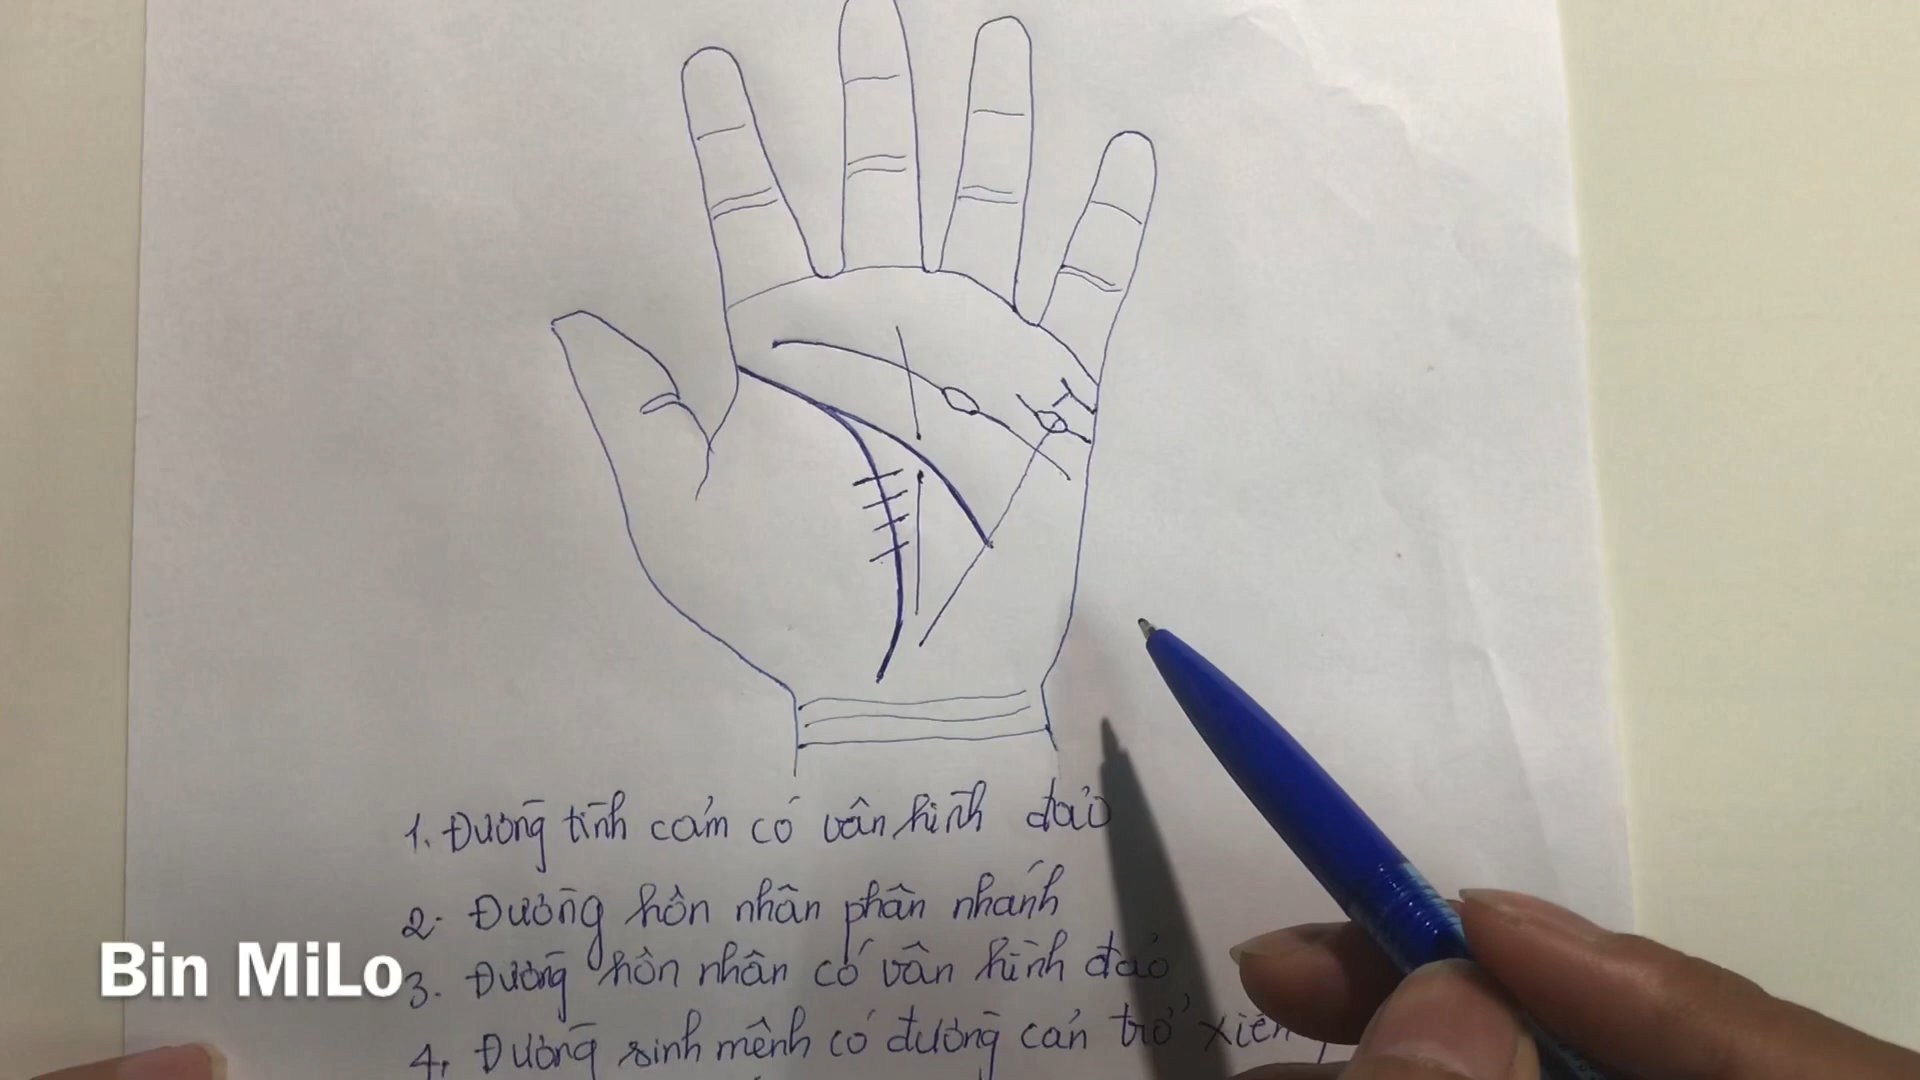 1. Đường tình cảm có vân hình đảo
2. Đường hôn nhân phân nhánh
Bin MiLo
3. Đường hôn nhân có vân hình đảo
4. Đường sinh mệnh có đường cản trở xiên